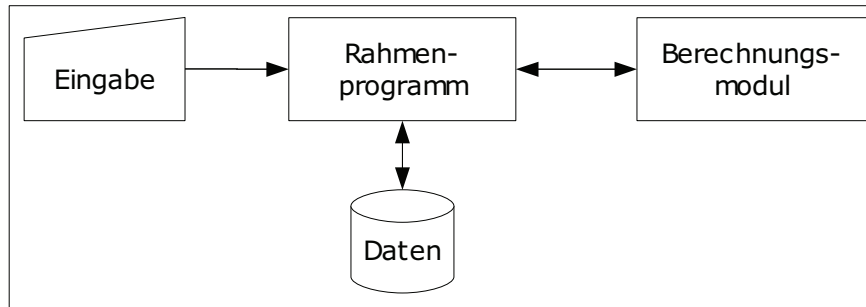 Eingabe
Rahmen-
programm
Berechnungs-
modul
Daten